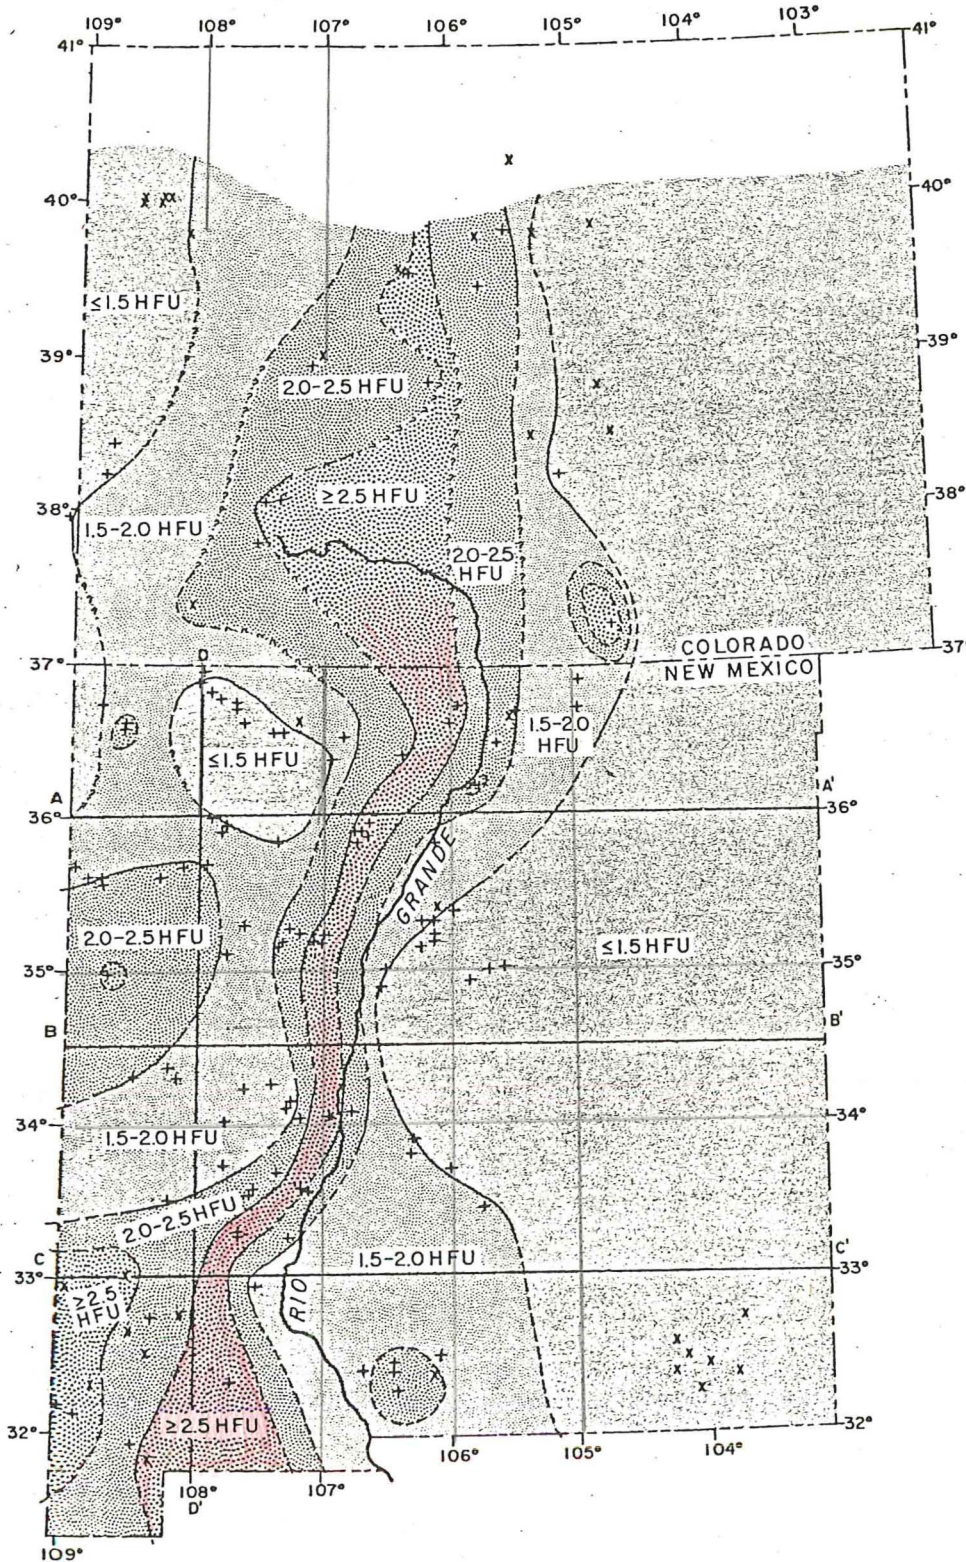 109° 108° 107° 106° 105° 104° 103°
41° 41°
40° 40°
≤1.5 HFU
39° 39°
2.0-2.5 HFU
≥2.5 HFU
38° 38°
1.5-2.0 HFU
2.0-2.5
HFU
COLORADO
37° 37°
NEW MEXICO
D
1.5-2.0
HFU
≤1.5 HFU
A A'
36° 36°
GRANDE
2.0-2.5 HFU
≤1.5 HFU
35° 35°
B B'
34° 34°
1.5-2.0 HFU
2.0-2.5 HFU
C C'
1.5-2.0 HFU
33° 33°
≥2.5
HFU
RIO
≥2.5 HFU
32° 32°
106° 105° 104°
108° 107°
D'
109°